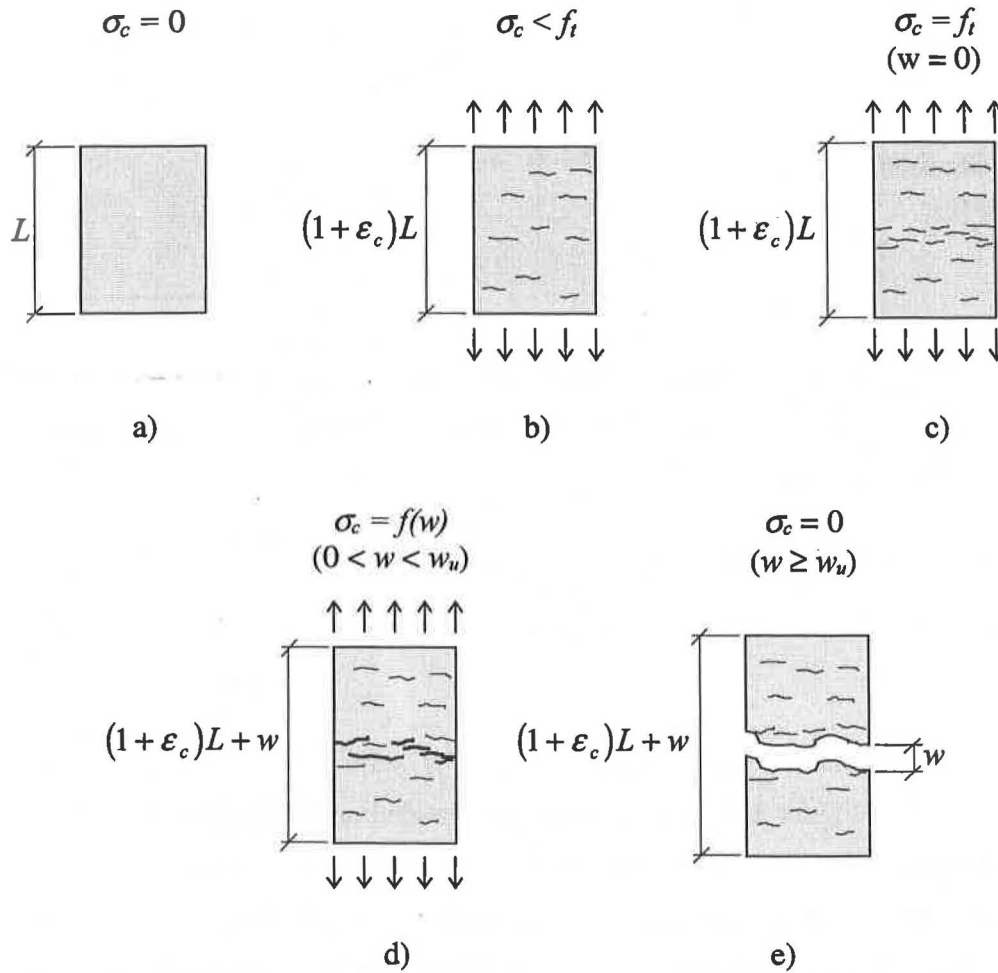 σc = 0
σc < ft
σc = ft
(w = 0)
L
(1 + εc)L
(1 + εc)L
a)
b)
c)
σc = f(w)
(0 < w < wu)
σc = 0
(w ≥ wu)
(1 + εc)L + w
(1 + εc)L + w
w
d)
e)